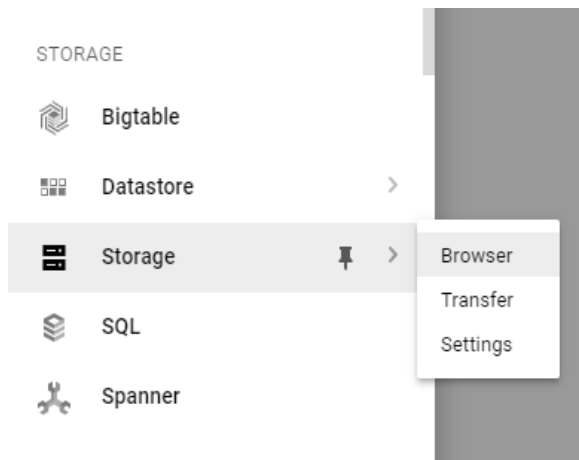 STORAGE
Bigtable
Datastore
Storage
Browser
Transfer
Settings
SQL
Spanner